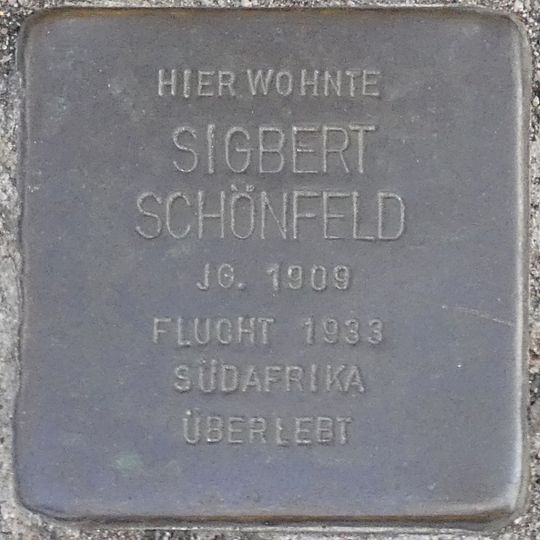 HIER WOHNTE
SIGBERT
SCHÖNFELD
JG. 1909
FLUCHT 1933
SÜDAFRIKA
ÜBERLEBT